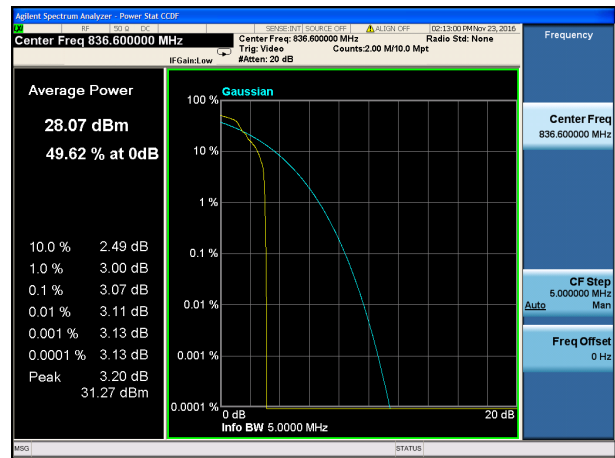 Agilent Spectrum Analyzer - Power Stat CCDF
RF 50 Ω DC SENSE:INT SOURCE OFF ALIGN OFF 02:13:00 PM Nov 23, 2016
Center Freq 836.600000 MHz
Center Freq: 836.600000 MHz Radio Std: None
Trig: Video Counts:2.00 M/10.0 Mpt
IFGain:Low #Atten: 20 dB
Frequency
Average Power
28.07 dBm
49.62 % at 0dB
10.0 % 2.49 dB
1.0 % 3.00 dB
0.1 % 3.07 dB
0.01 % 3.11 dB
0.001 % 3.13 dB
0.0001 % 3.13 dB
Peak 3.20 dB
31.27 dBm
Gaussian
100 %
10 %
1 %
0.1 %
0.01 %
0.001 %
0.0001 %
0 dB 20 dB
Info BW 5.0000 MHz
Center Freq
836.600000 MHz
CF Step
5.000000 MHz
Auto Man
Freq Offset
0 Hz
MSG STATUS